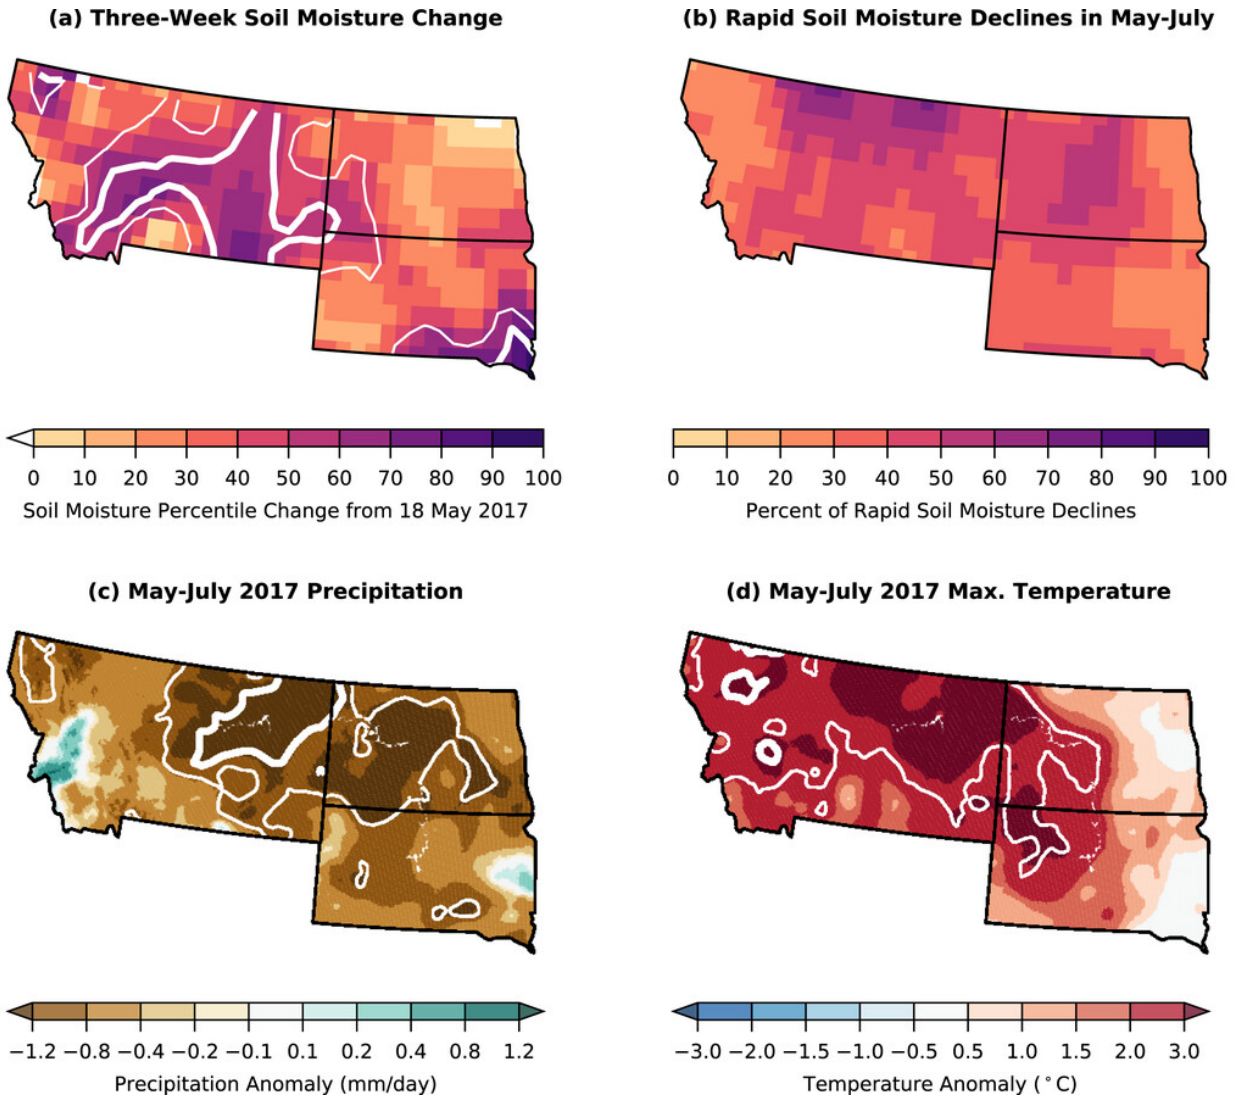 (a) Three-Week Soil Moisture Change
(b) Rapid Soil Moisture Declines in May-July
0 10 20 30 40 50 60 70 80 90 100
Soil Moisture Percentile Change from 18 May 2017
0 10 20 30 40 50 60 70 80 90 100
Percent of Rapid Soil Moisture Declines
(c) May-July 2017 Precipitation
(d) May-July 2017 Max. Temperature
−1.2 −0.8 −0.4 −0.2 −0.1 0.1 0.2 0.4 0.8 1.2
Precipitation Anomaly (mm/day)
−3.0 −2.0 −1.5 −1.0 −0.5 0.5 1.0 1.5 2.0 3.0
Temperature Anomaly (°C)